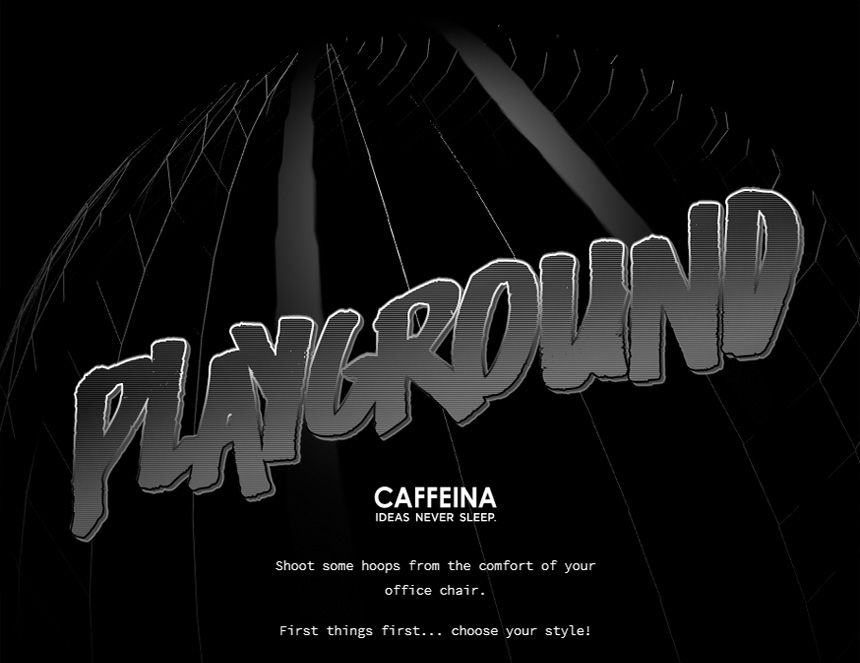 PLAYGROUND
CAFFEINA
IDEAS NEVER SLEEP.
Shoot some hoops from the comfort of your
office chair.
First things first... choose your style!